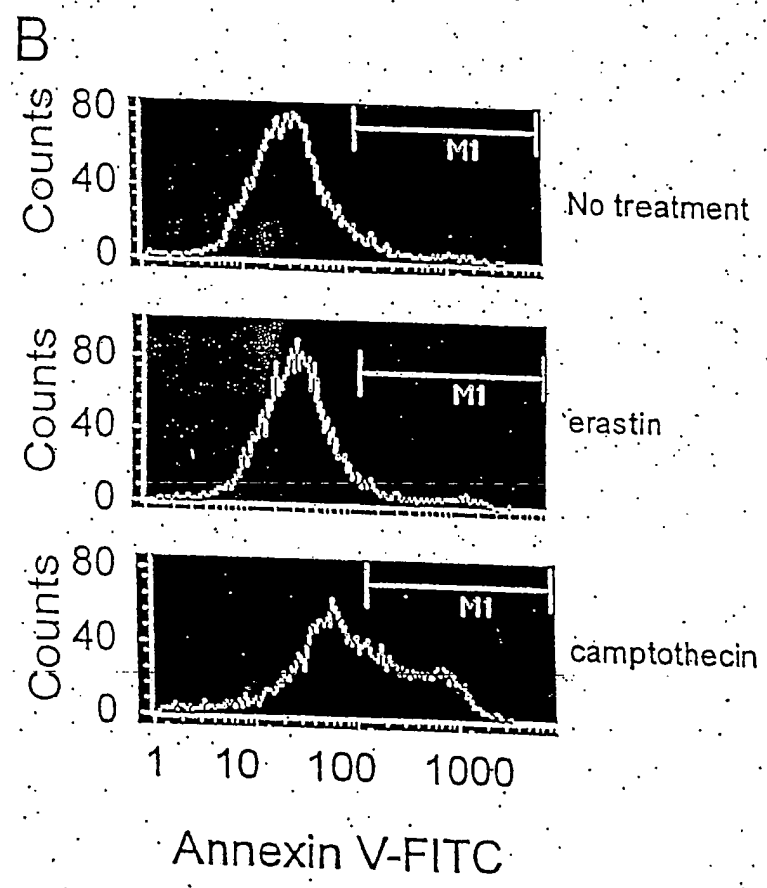 B
Counts
80
40
0
M1
No treatment
Counts
80
40
0
M1
erastin
Counts
80
40
0
M1
camptothecin
1 10 100 1000
Annexin V-FITC